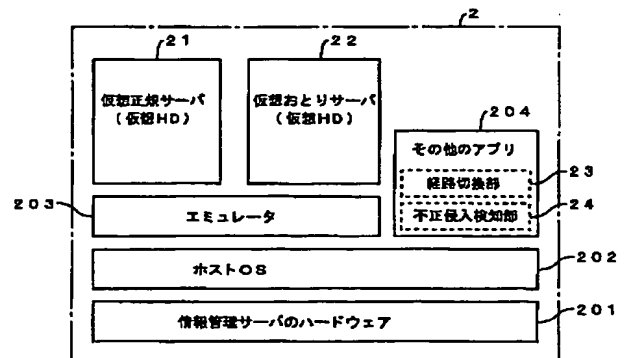 2
21
22
仮想正規サーバ
(仮想HD)
仮想おとりサーバ
(仮想HD)
204
その他のアプリ
経路切換部
23
不正侵入検知部
24
203
エミュレータ
ホストOS
202
情報管理サーバのハードウェア
201